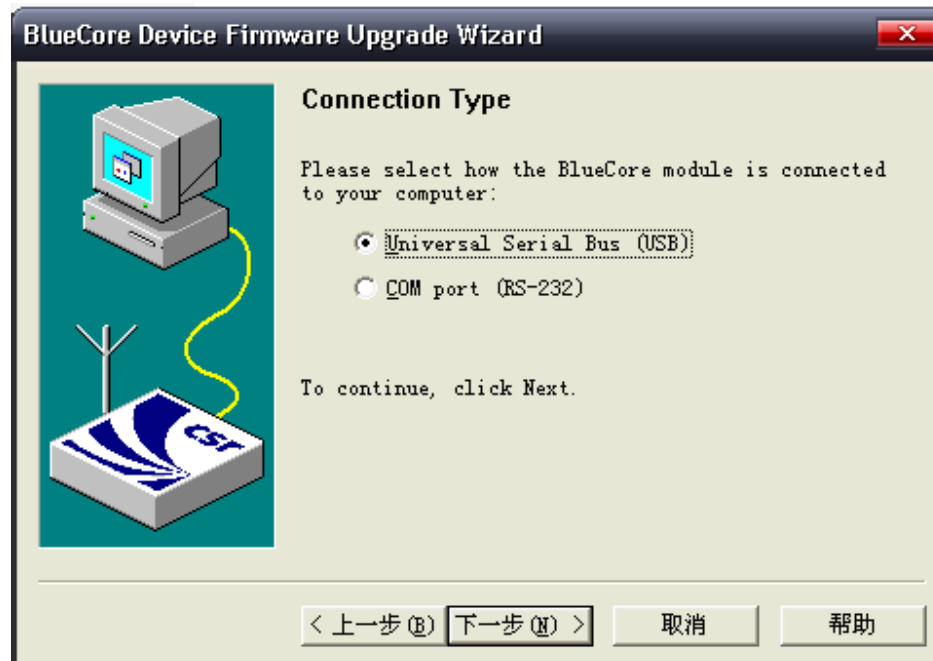 BlueCore Device Firmware Upgrade Wizard
Connection Type
Please select how the BlueCore module is connected
to your computer:
Universal Serial Bus (USB)
COM port (RS-232)
To continue, click Next.
CSr
< 上一步(B) 下一步(N) > 取消 帮助